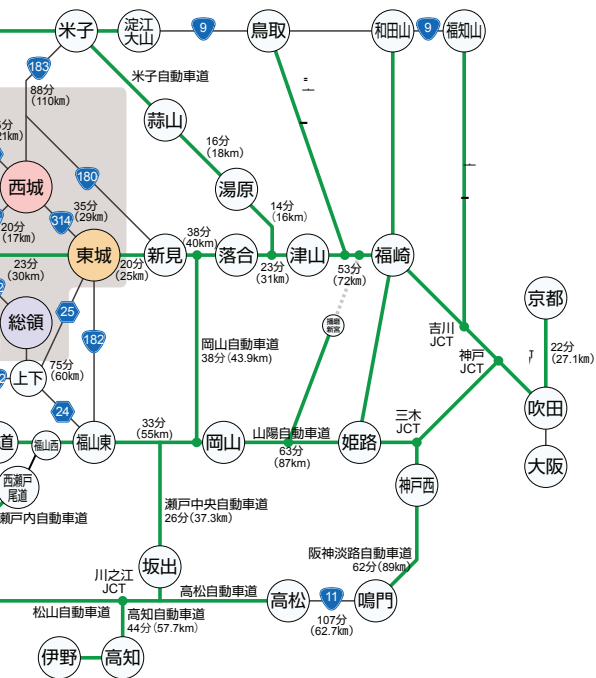 米子
淀江
大山
9
鳥取
和田山
9
福知山
183
米子自動車道
88分
(110km)
蒜山
16分
(18km)
湯原
180
西城
14分
(16km)
35分
(29km)
314
20分
(17km)
38分
(40km)
東城
新見
落合
津山
福崎
23分
(30km)
20分
(25km)
23分
(31km)
53分
(72km)
京都
総領
25
播磨
新宮
吉川
JCT
182
岡山自動車道
38分(43.9km)
神戸
JCT
22分
(27.1km)
75分
(60km)
上下
24
吹田
33分
(55km)
三木
JCT
道
福山西
福山東
岡山
山陽自動車道
姫路
63分
(87km)
大阪
西瀬戸
尾道
神戸西
瀬戸内自動車道
瀬戸中央自動車道
26分(37.3km)
阪神淡路自動車道
62分(89km)
坂出
川之江
JCT
高松自動車道
高松
11
鳴門
松山自動車道
高知自動車道
44分(57.7km)
107分
(62.7km)
伊野
高知